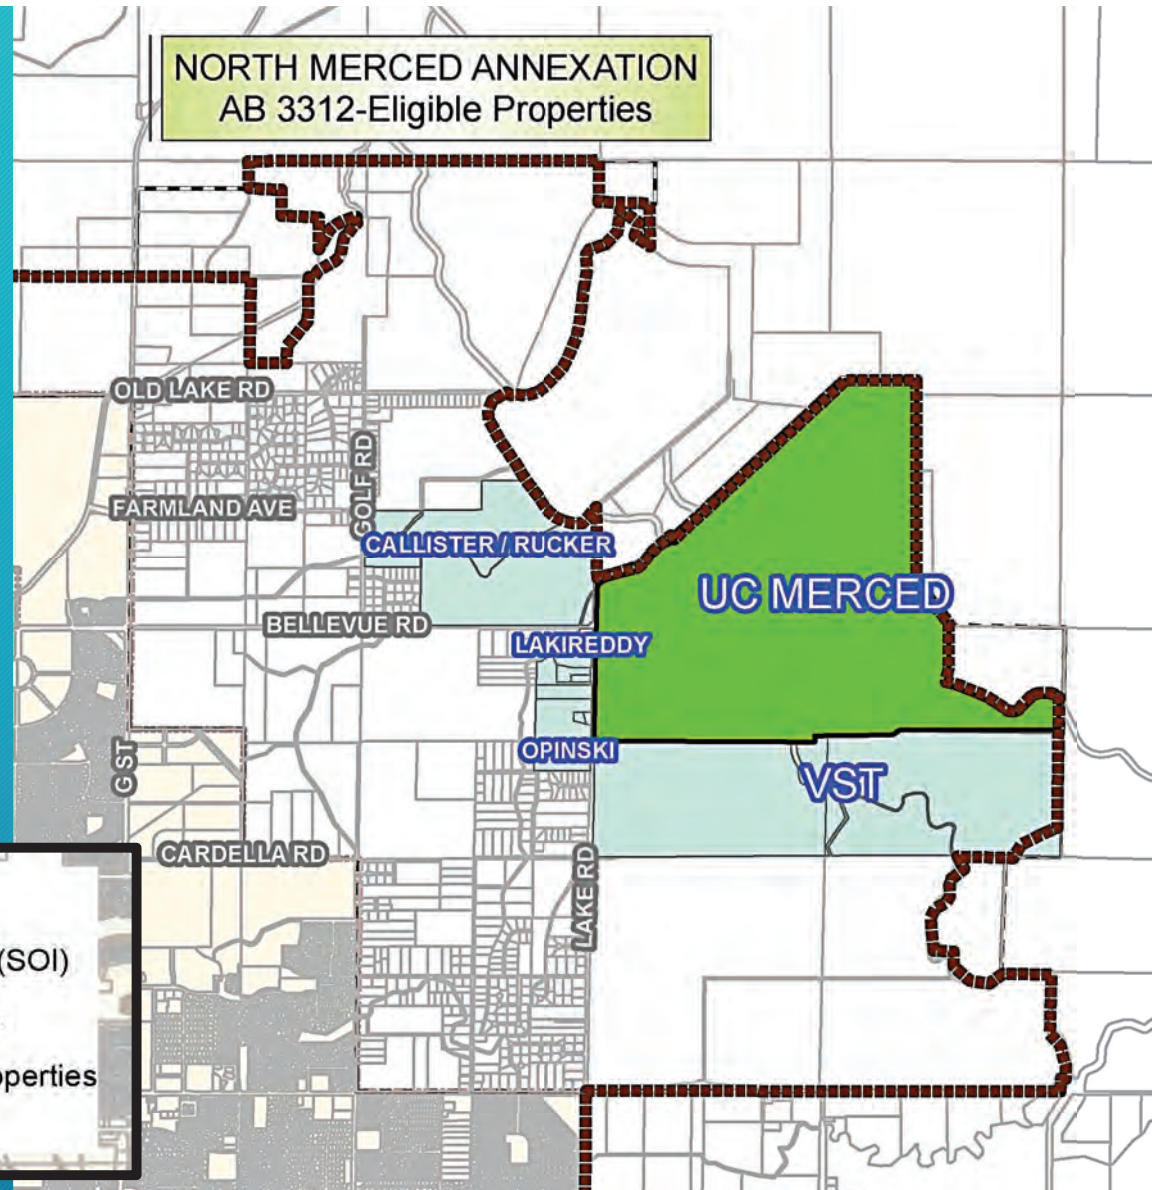 NORTH MERCED ANNEXATION
AB 3312-Eligible Properties
OLD LAKE RD
GOLF RD
FARMLAND AVE
CALLISTER / RUCKER
UC MERCED
BELLEVUE RD
LAKIREDDY
OPINSKI
G ST
VST
CARDELLA RD
LAKE RD
(SOI)
operties